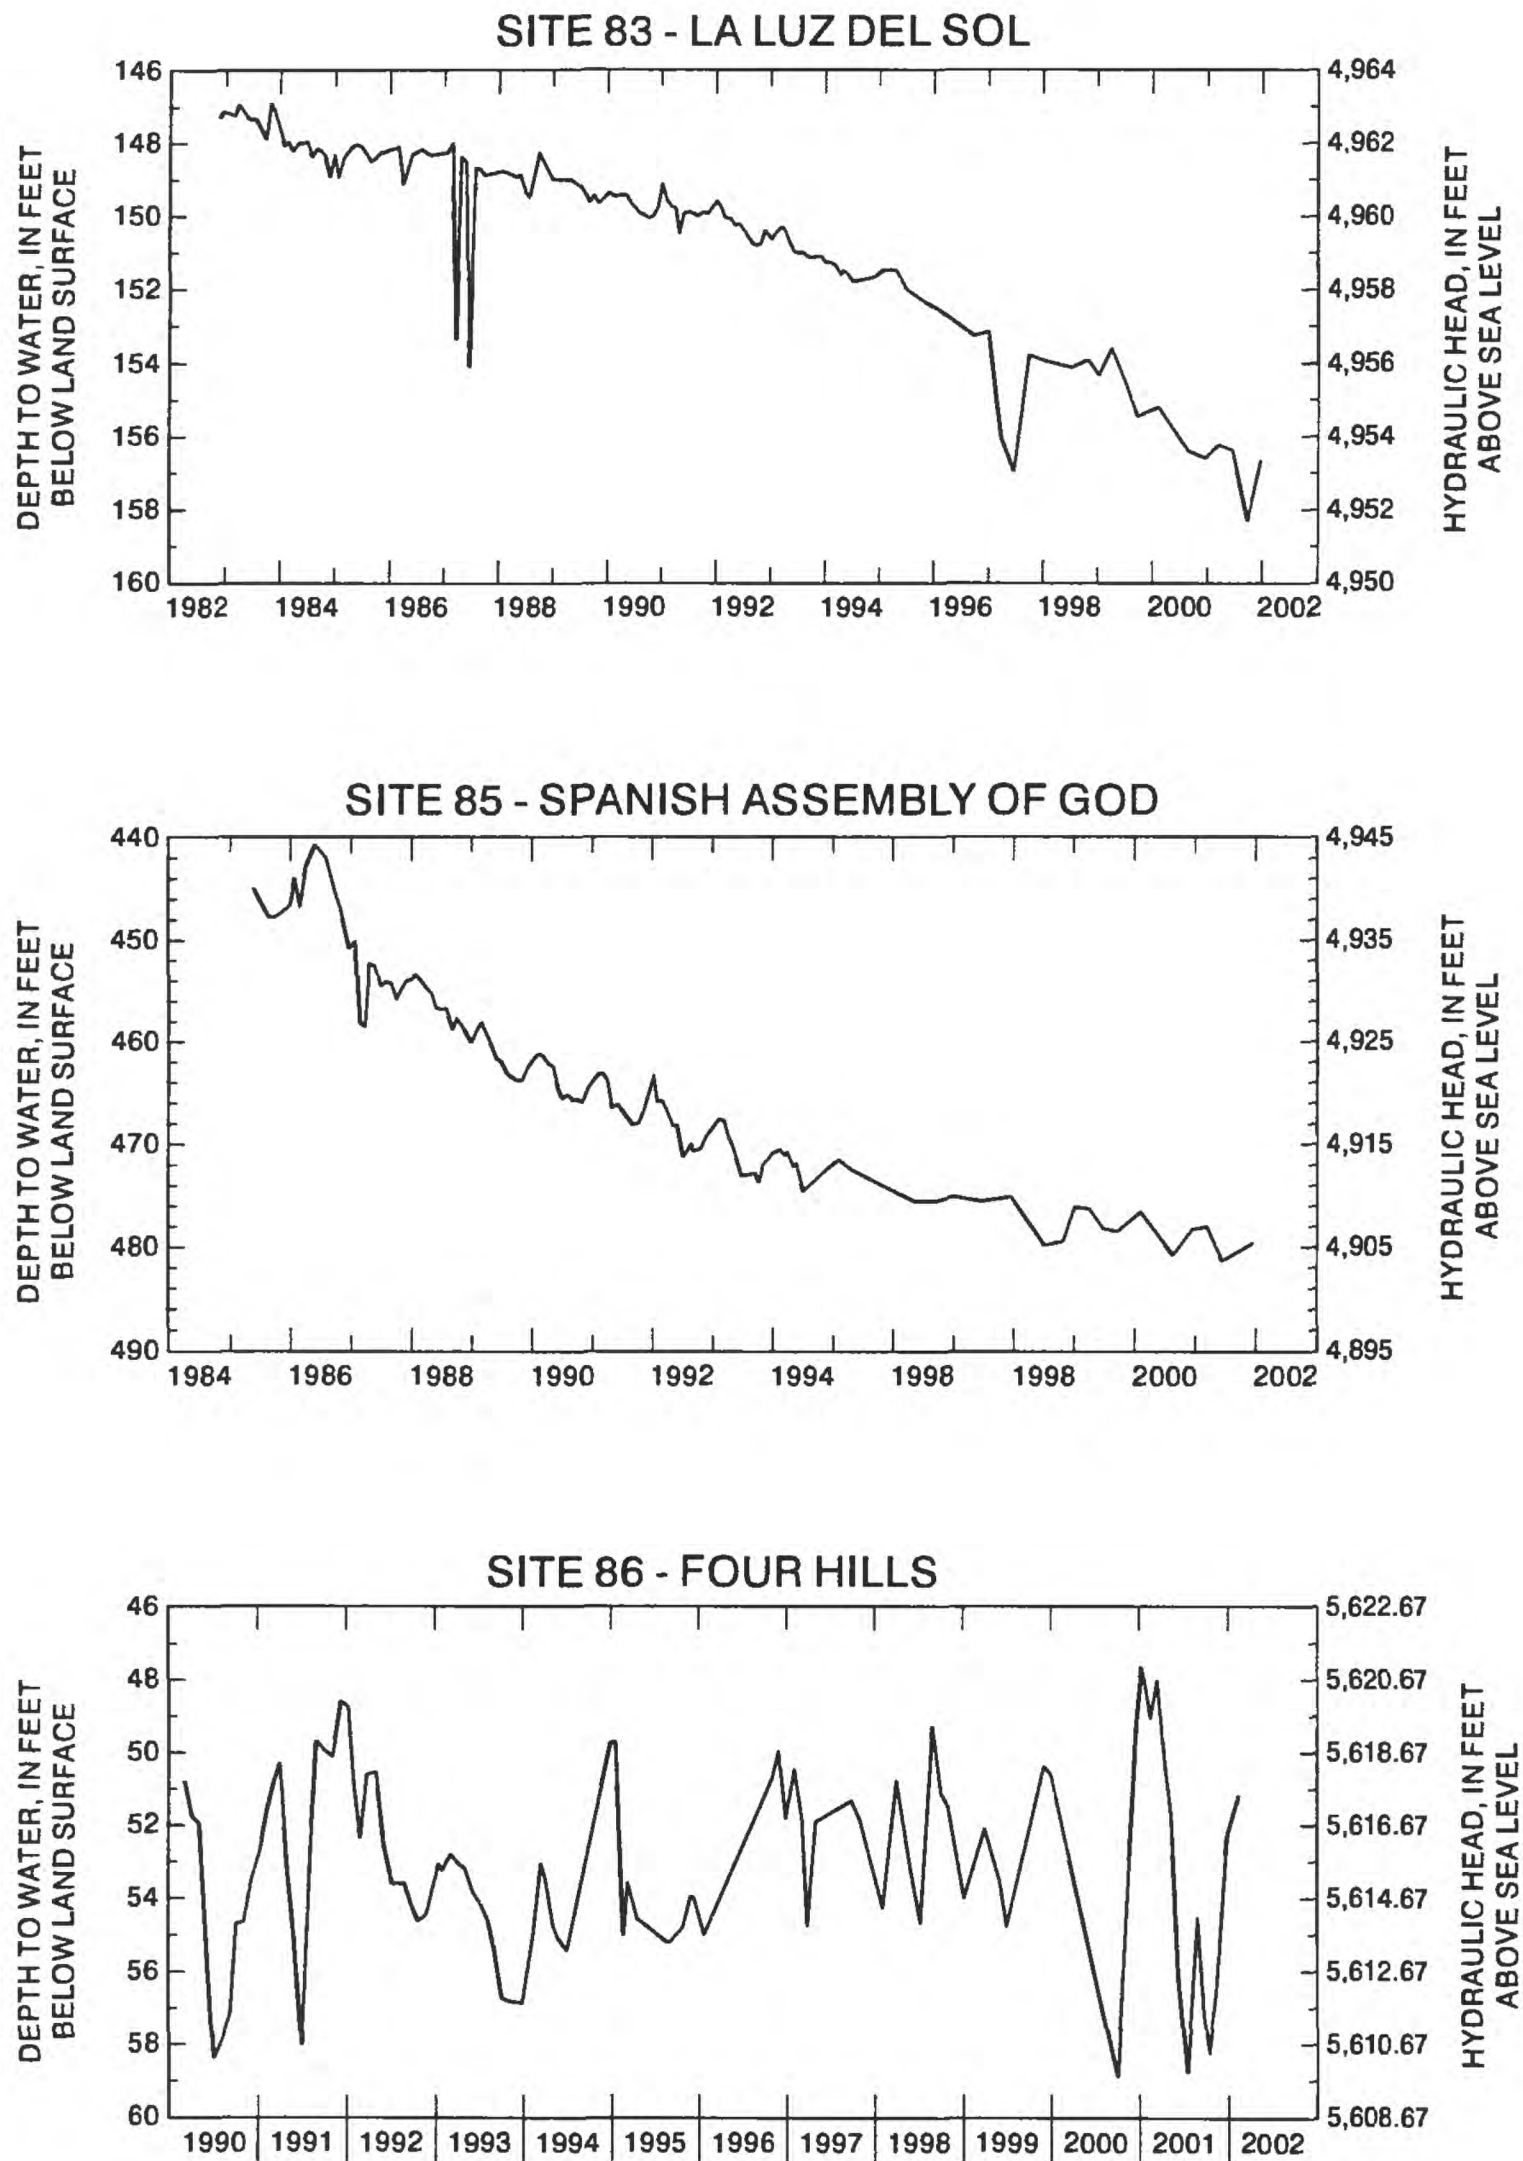 SITE 83 - LA LUZ DEL SOL
DEPTH TO WATER, IN FEET
BELOW LAND SURFACE
146
148
150
152
154
156
158
160
4,964
4,962
4,960
4,958
4,956
4,954
4,952
4,950
HYDRAULIC HEAD, IN FEET
ABOVE SEA LEVEL
1982 1984 1986 1988 1990 1992 1994 1996 1998 2000 2002
SITE 85 - SPANISH ASSEMBLY OF GOD
DEPTH TO WATER, IN FEET
BELOW LAND SURFACE
440
450
460
470
480
490
4,945
4,935
4,925
4,915
4,905
4,895
HYDRAULIC HEAD, IN FEET
ABOVE SEA LEVEL
1984 1986 1988 1990 1992 1994 1998 1998 2000 2002
SITE 86 - FOUR HILLS
DEPTH TO WATER, IN FEET
BELOW LAND SURFACE
46
48
50
52
54
56
58
60
5,622.67
5,620.67
5,618.67
5,616.67
5,614.67
5,612.67
5,610.67
5,608.67
HYDRAULIC HEAD, IN FEET
ABOVE SEA LEVEL
1990 1991 1992 1993 1994 1995 1996 1997 1998 1999 2000 2001 2002